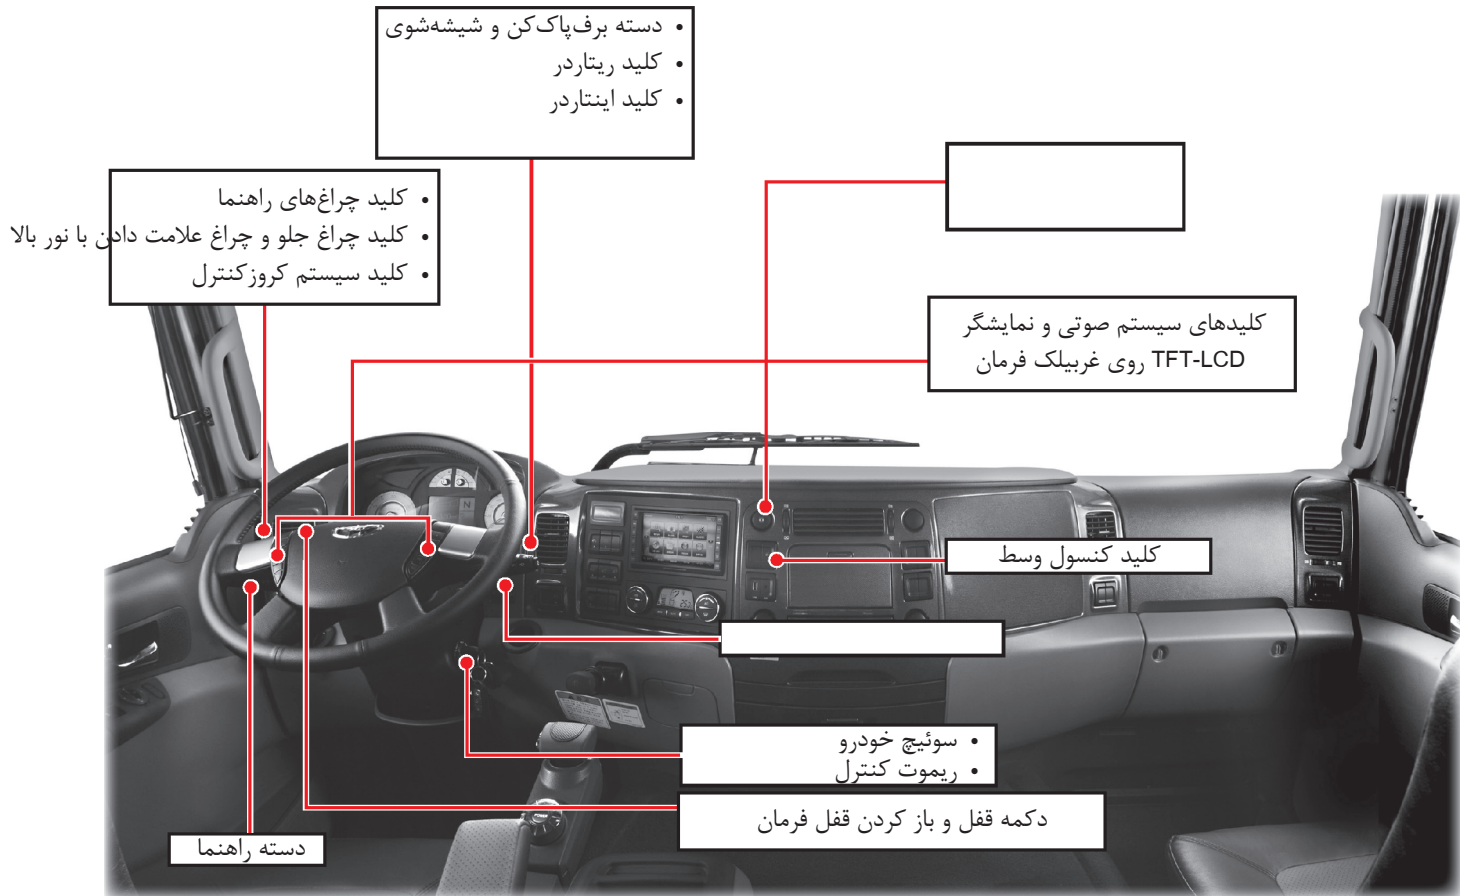 • دسته برف‌پاک‌کن و شیشه‌شوی
• کلید ریتاردر
• کلید اینتاردر
• کلید چراغ‌های راهنما
• کلید چراغ جلو و چراغ علامت دادن با نور بالا
• کلید سیستم کروزکنترل
کلیدهای سیستم صوتی و نمایشگر
TFT-LCD روی غربیلک فرمان
کلید کنسول وسط
• سوئیچ خودرو
• ریموت کنترل
دکمه قفل و باز کردن قفل فرمان
دسته راهنما